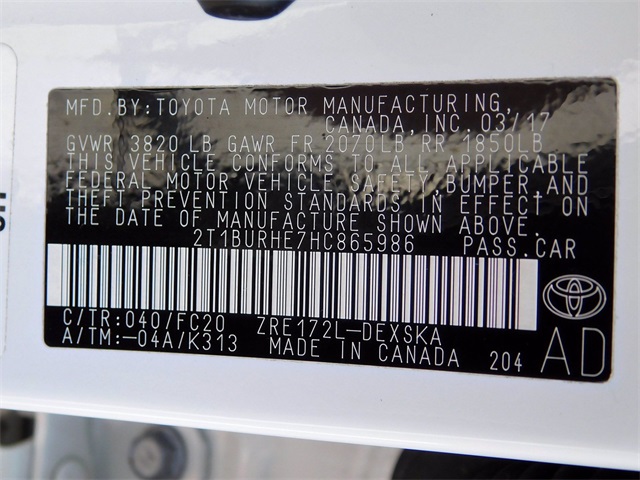 MFD.BY:TOYOTA MOTOR MANUFACTURING,
CANADA,INC. 03/17
GVWR 3820LB GAWR FR 2070LB RR 1850LB
THIS VEHICLE CONFORMS TO ALL APPLICABLE
FEDERAL MOTOR VEHICLE SAFETY,BUMPER,AND
THEFT PREVENTION STANDARDS IN EFFECT ON
THE DATE OF MANUFACTURE SHOWN ABOVE.
2T1BURHE7HC865986 PASS.CAR
C/TR:040/FC20 ZRE172L-DEXSKA
A/TM:-04A/K313 MADE IN CANADA 204
AD